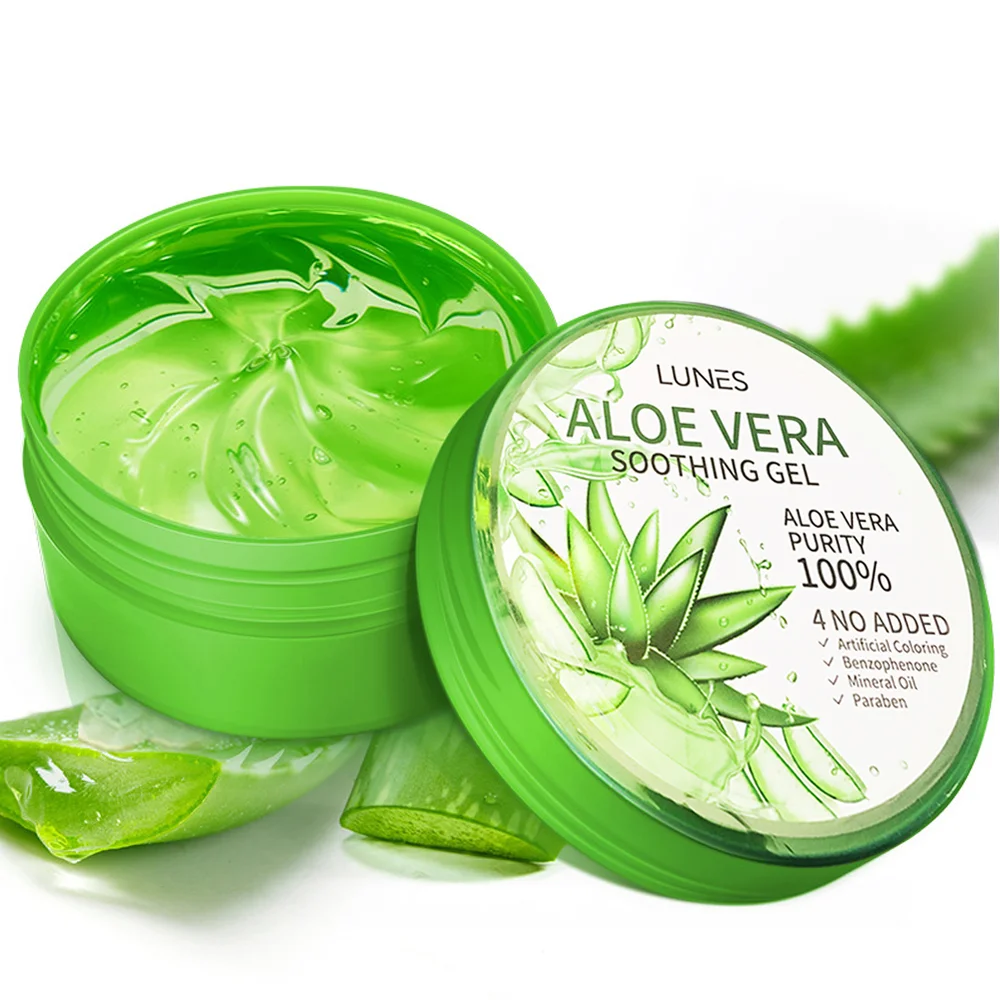 LUNES
ALOE VERA
SOOTHING GEL
ALOE VERA
PURITY
100%
4 NO ADDED
✓ Artificial Coloring
✓ Benzophenone
✓ Mineral Oil
✓ Paraben